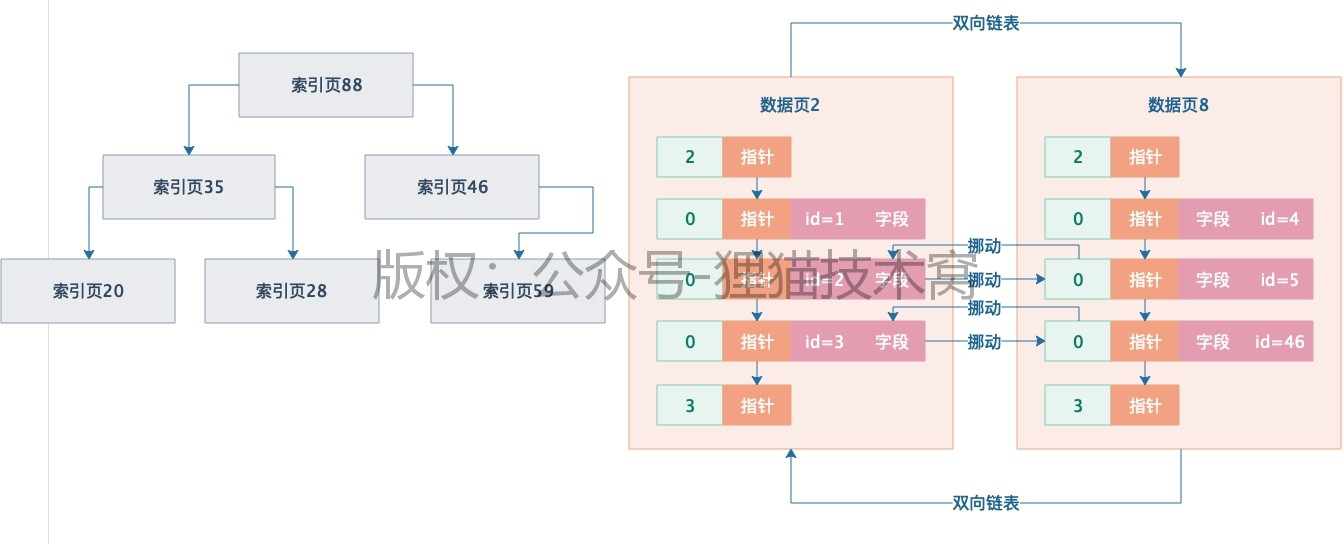 索引页88
索引页35
索引页46
索引页20
索引页28
索引页59
双向链表
数据页2
2 指针
0 指针 id=1 字段
0 指针 id=2 字段
0 指针 id=3 字段
3 指针
挪动
挪动
挪动
挪动
数据页8
2 指针
0 指针 字段 id=4
0 指针 字段 id=5
0 指针 字段 id=46
3 指针
双向链表
版权：公众号-狸猫技术窝